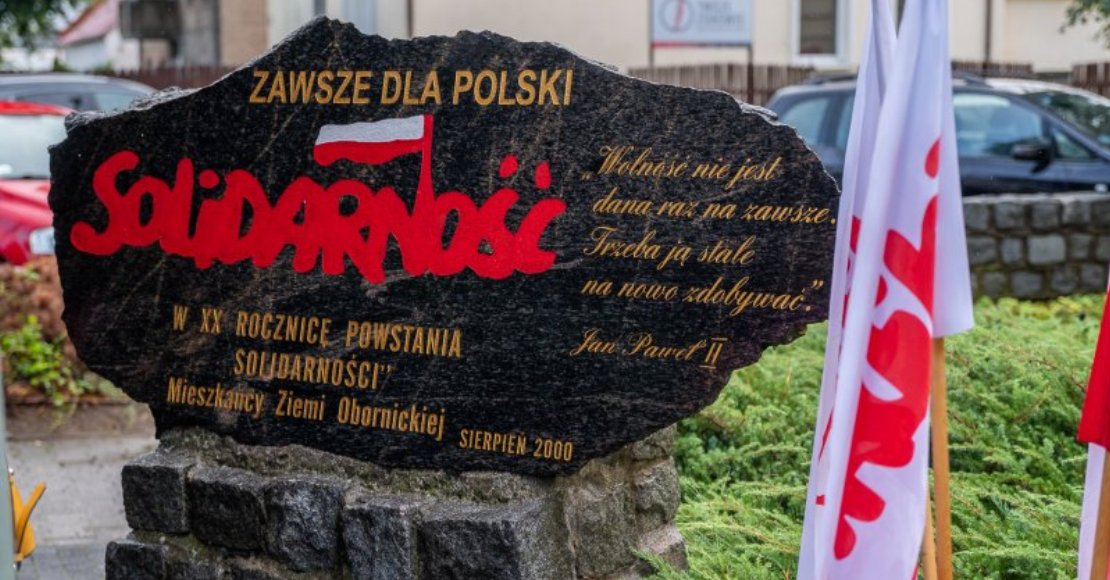 ZAWSZE DLA POLSKI
SOLIDARNOŚĆ
„Wolność nie jest
dana raz na zawsze.
Trzeba ją stale
na nowo zdobywać”.
Jan Paweł II
W XX ROCZNICĘ POWSTANIA
SOLIDARNOŚCI"
Mieszkańcy Ziemi Obornickiej
SIERPIEŃ 2000